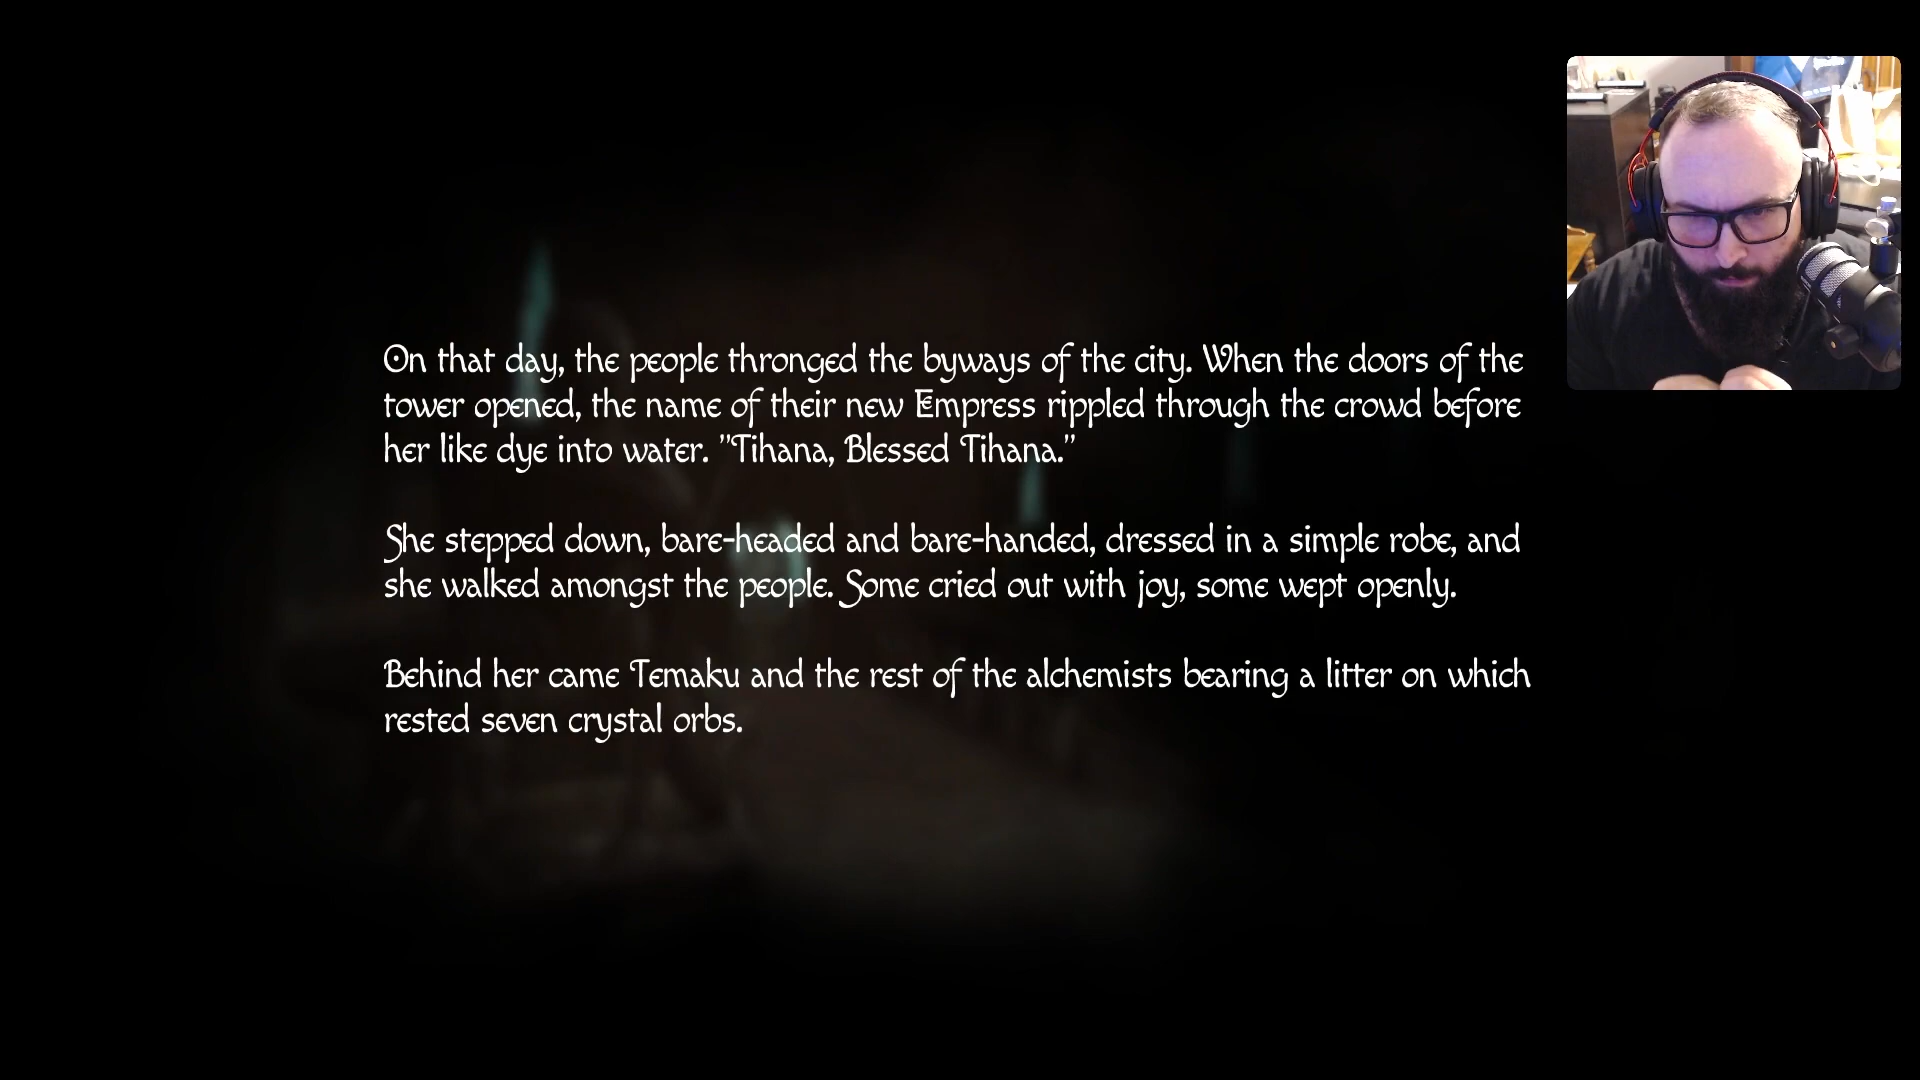 On that day, the people thronged the byways of the city. When the doors of the
tower opened, the name of their new Empress rippled through the crowd before
her like dye into water. "Tihana, Blessed Tihana."
She stepped down, bare-headed and bare-handed, dressed in a simple robe, and
she walked amongst the people. Some cried out with joy, some wept openly.
Behind her came Temaku and the rest of the alchemists bearing a litter on which
rested seven crystal orbs.